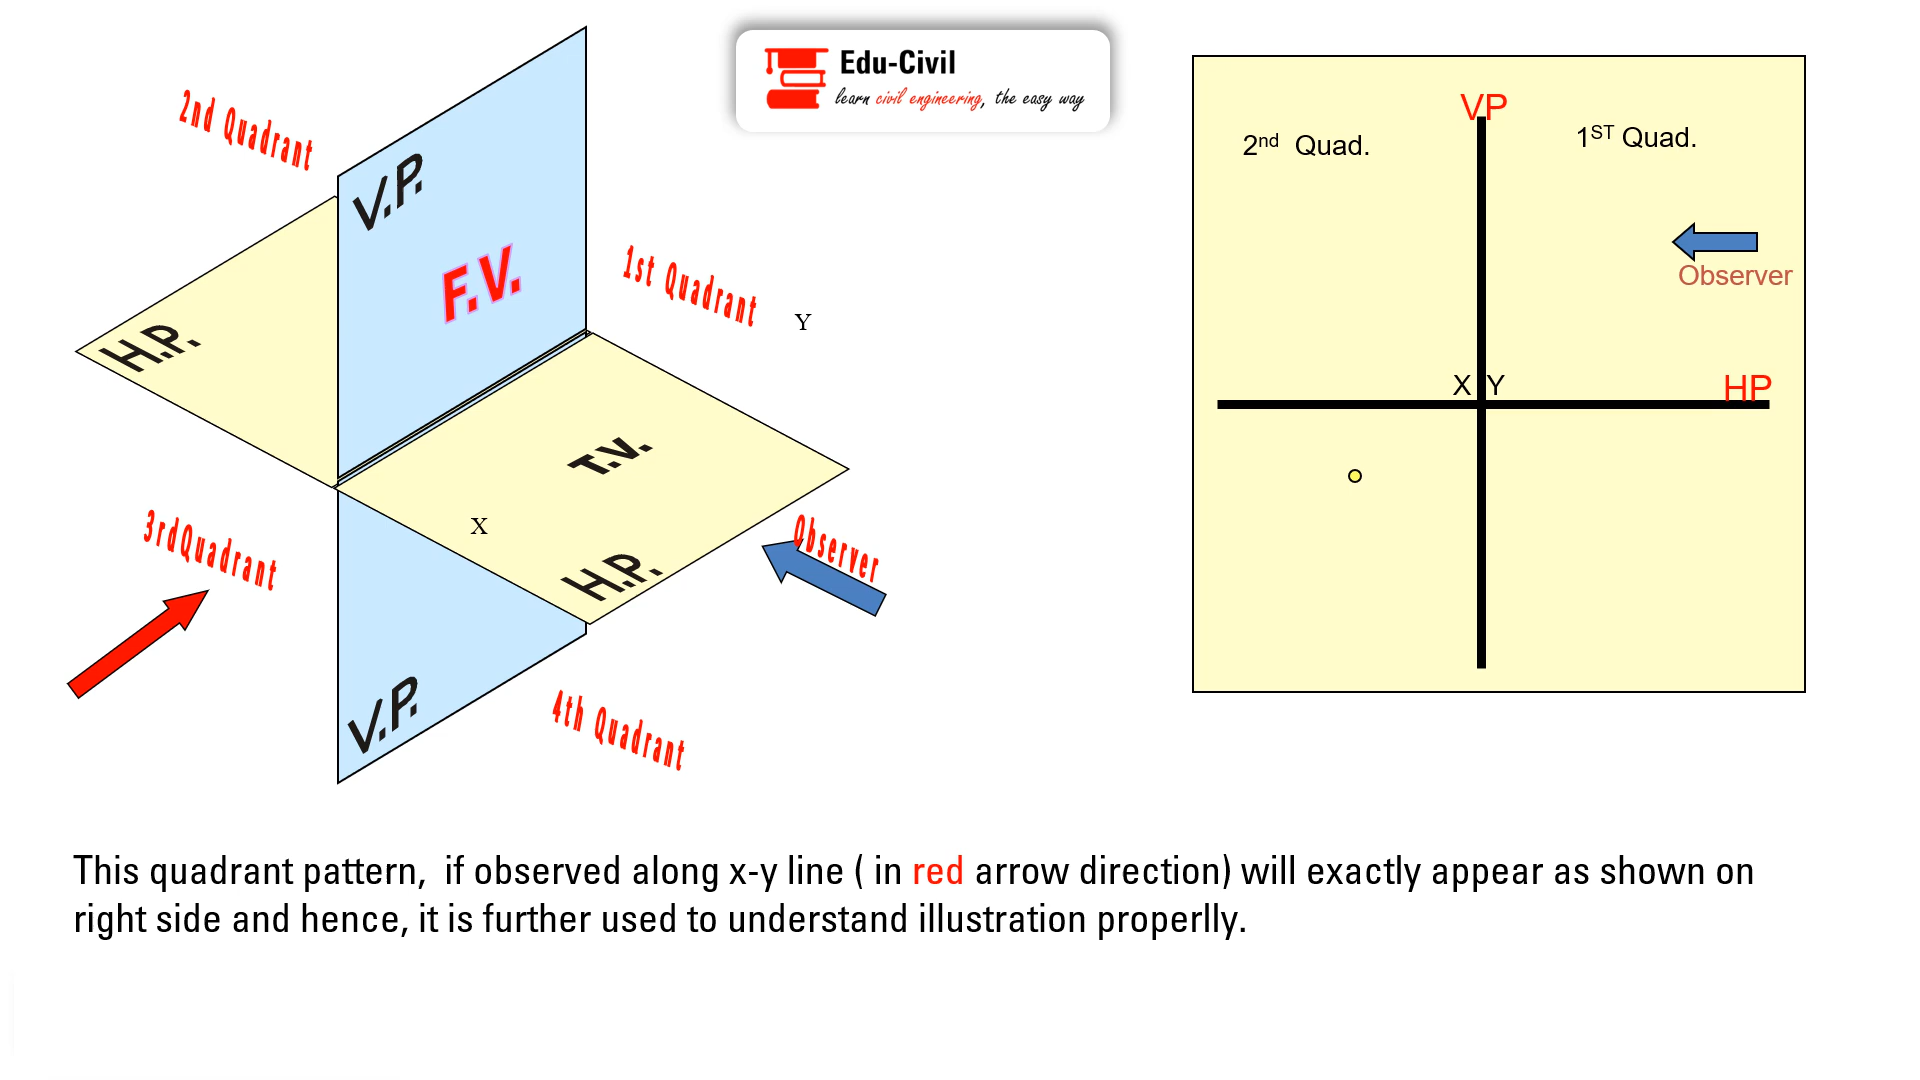 Edu-Civil
learn civil engineering, the easy way
2nd Quadrant
V.P.
F.V.
1st Quadrant
Y
H.P.
T.V.
X
3rdQuadrant
Observer
H.P.
V.P.
4th Quadrant
VP
2nd Quad.
1ST Quad.
Observer
X Y
HP
This quadrant pattern, if observed along x-y line ( in red arrow direction) will exactly appear as shown on
right side and hence, it is further used to understand illustration properlly.